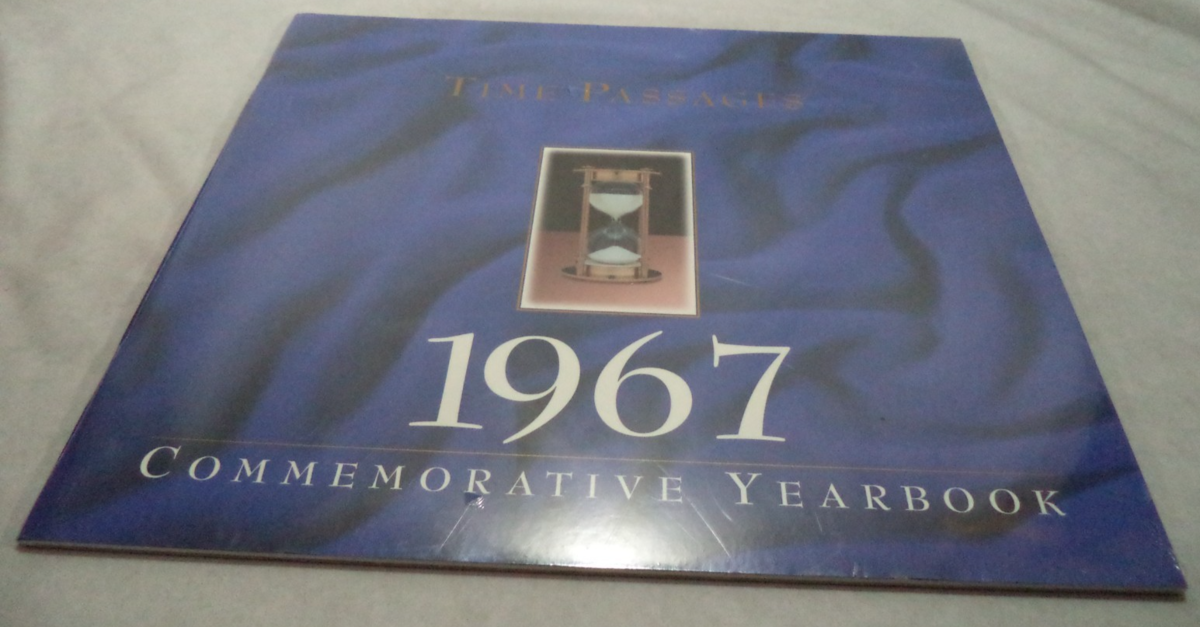 TIME PASSAGES
1967
COMMEMORATIVE YEARBOOK